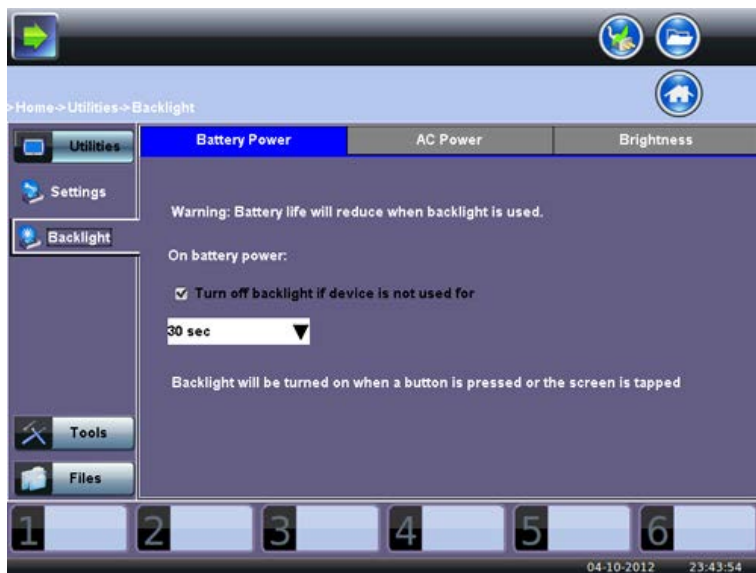 >Home->Utilities->Backlight
Utilities
Battery Power
AC Power
Brightness
Settings
Backlight
Warning: Battery life will reduce when backlight is used.
On battery power:
Turn off backlight if device is not used for
30 sec
Backlight will be turned on when a button is pressed or the screen is tapped
Tools
Files
1
2
3
4
5
6
04-10-2012 23:43:54